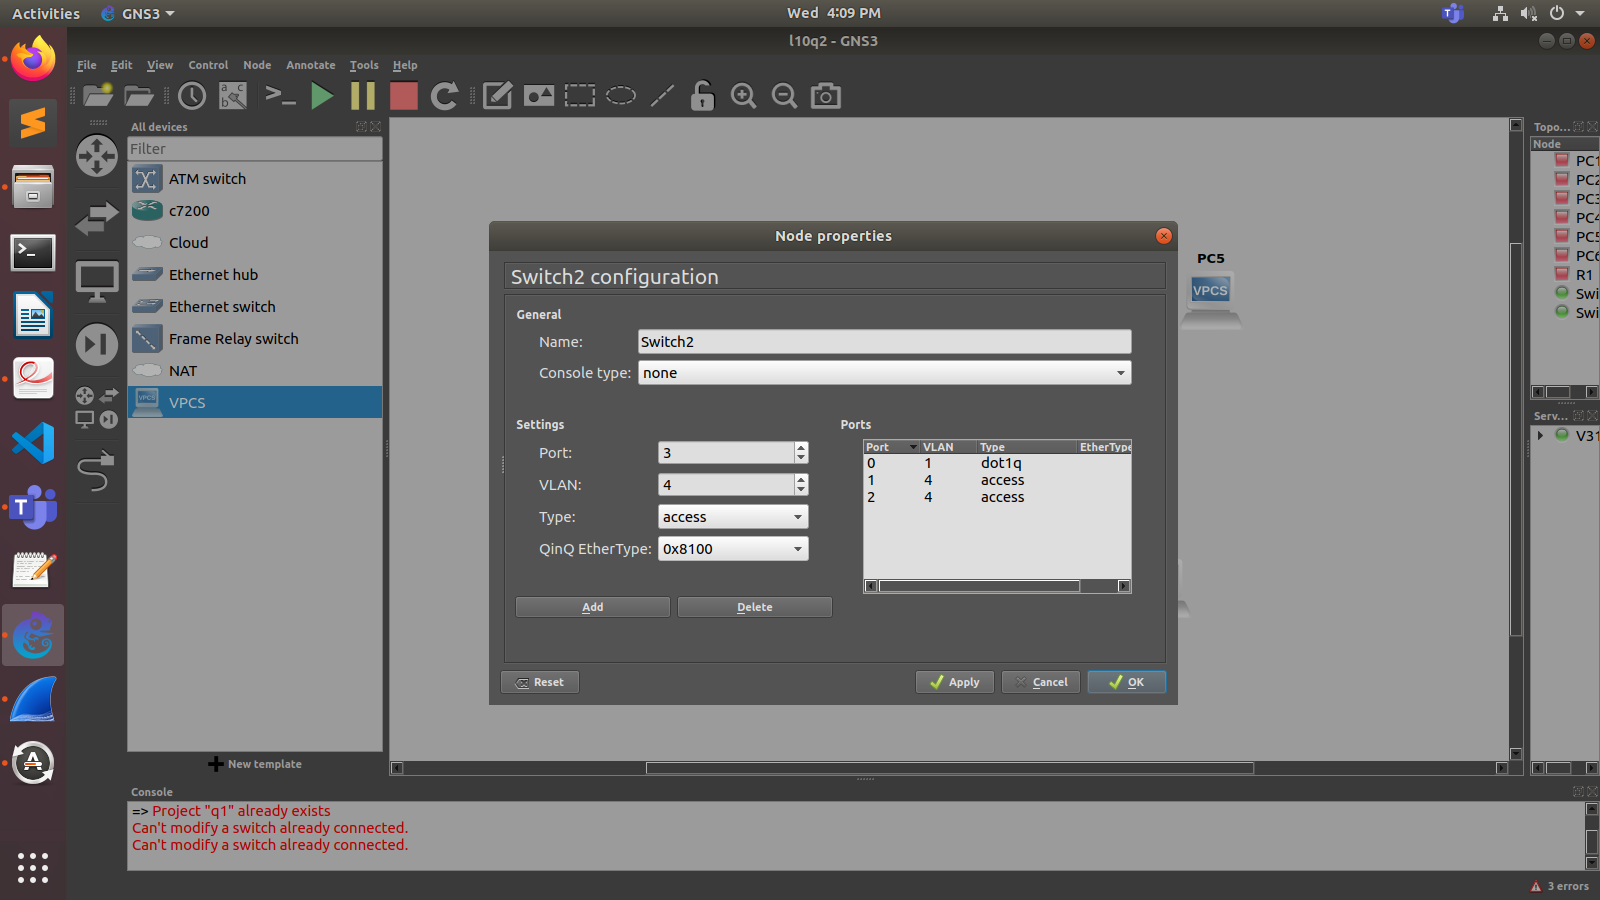 Activities GNS3 Wed 4:09 PM
l10q2 - GNS3
File Edit View Control Node Annotate Tools Help
All devices
Filter
ATM switch
c7200
Cloud
Ethernet hub
Ethernet switch
Frame Relay switch
NAT
VPCS
New template
PC5
VPCS
Node properties
Switch2 configuration
General
Name: Switch2
Console type: none
Settings
Port: 3
VLAN: 4
Type: access
QinQ EtherType: 0x8100
Add Delete
Ports
Port VLAN Type EtherType
0 1 dot1q
1 4 access
2 4 access
Reset Apply Cancel OK
Topo...
Node
PC1
PC2
PC3
PC4
PC5
PC6
R1
Swi
Swi
Serv...
V31
Console
=> Project "q1" already exists
Can't modify a switch already connected.
Can't modify a switch already connected.
3 errors